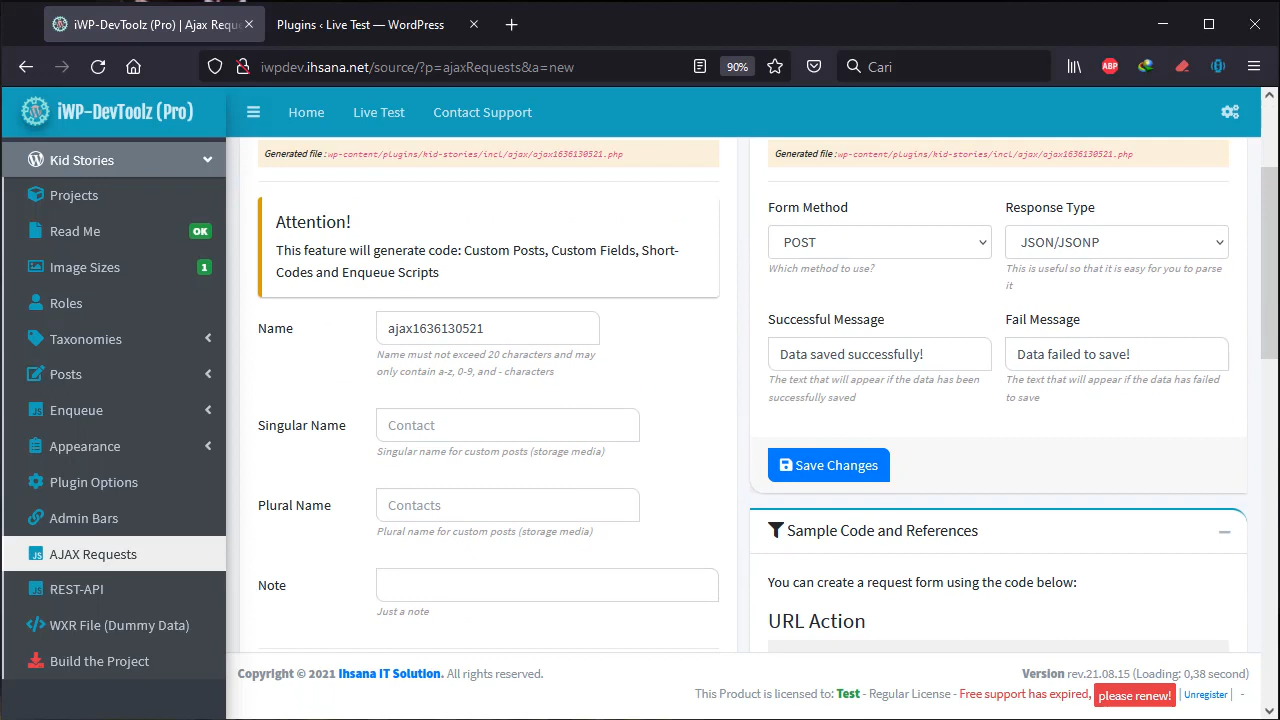 iWP-DevToolz (Pro) | Ajax Reque
Plugins ‹ Live Test — WordPress
iwpdev.ihsana.net/source/?p=ajaxRequests&a=new
90%
Cari
ABP
iWP-DevToolz (Pro)
Home
Live Test
Contact Support
Kid Stories
Projects
Read Me
OK
Image Sizes
1
Roles
Taxonomies
Posts
Enqueue
Appearance
Plugin Options
Admin Bars
AJAX Requests
REST-API
WXR File (Dummy Data)
Build the Project
Generated file : wp-content/plugins/kid-stories/incl/ajax/ajax1636130521.php
Attention!
This feature will generate code: Custom Posts, Custom Fields, Short-
Codes and Enqueue Scripts
Name
ajax1636130521
Name must not exceed 20 characters and may
only contain a-z, 0-9, and - characters
Singular Name
Contact
Singular name for custom posts (storage media)
Plural Name
Contacts
Plural name for custom posts (storage media)
Note
Just a note
Generated file : wp-content/plugins/kid-stories/incl/ajax/ajax1636130521.php
Form Method
Response Type
POST
JSON/JSONP
Which method to use?
This is useful so that it is easy for you to parse
it
Successful Message
Fail Message
Data saved successfully!
Data failed to save!
The text that will appear if the data has been
successfully saved
The text that will appear if the data has failed
to save
Save Changes
Sample Code and References
You can create a request form using the code below:
URL Action
Copyright © 2021 Ihsana IT Solution. All rights reserved.
Version rev.21.08.15 (Loading: 0,38 second)
This Product is licensed to: Test - Regular License - Free support has expired, please renew! | Unregister | -